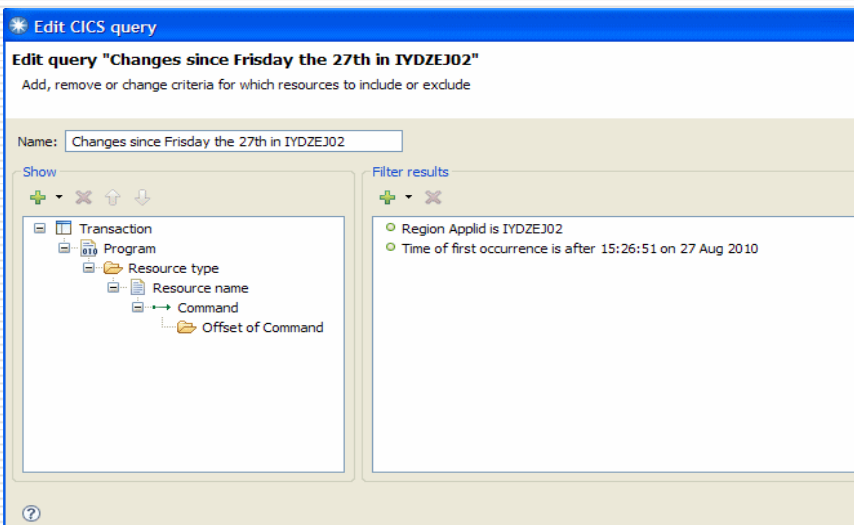 Edit CICS query
Edit query "Changes since Frisday the 27th in IYDZEJ02"
Add, remove or change criteria for which resources to include or exclude
Name: Changes since Frisday the 27th in IYDZEJ02
Show
Transaction
010 Program
Resource type
Resource name
Command
Offset of Command
Filter results
Region Applid is IYDZEJ02
Time of first occurrence is after 15:26:51 on 27 Aug 2010
?